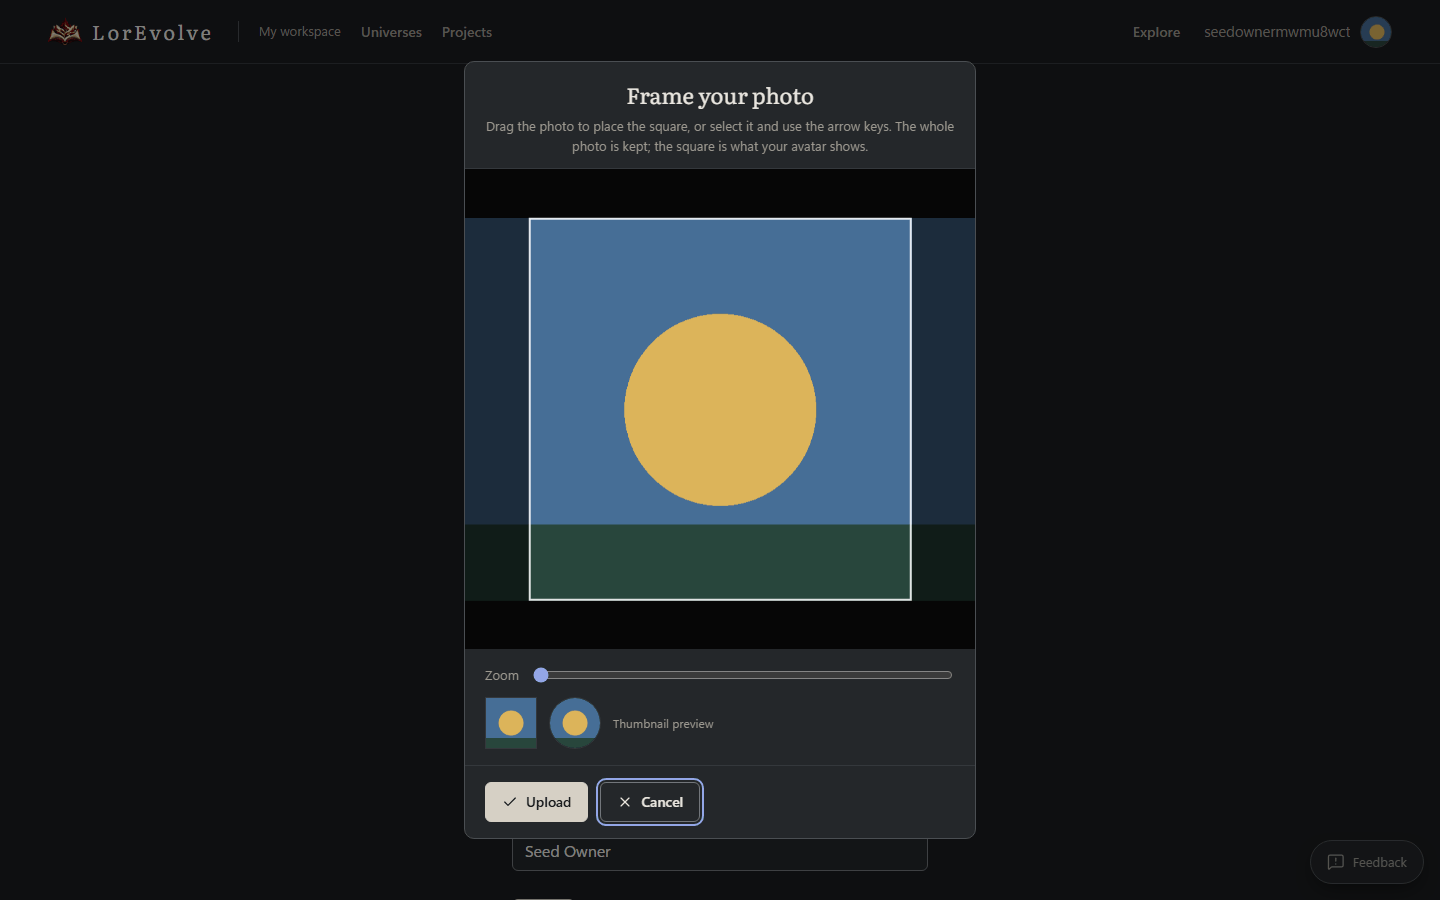 LorEvolve
My workspace
Universes
Projects
Explore
seedownermwmu8wct
Frame your photo
Drag the photo to place the square, or select it and use the arrow keys. The whole
photo is kept; the square is what your avatar shows.
Zoom
Thumbnail preview
Upload
Cancel
Seed Owner
Feedback